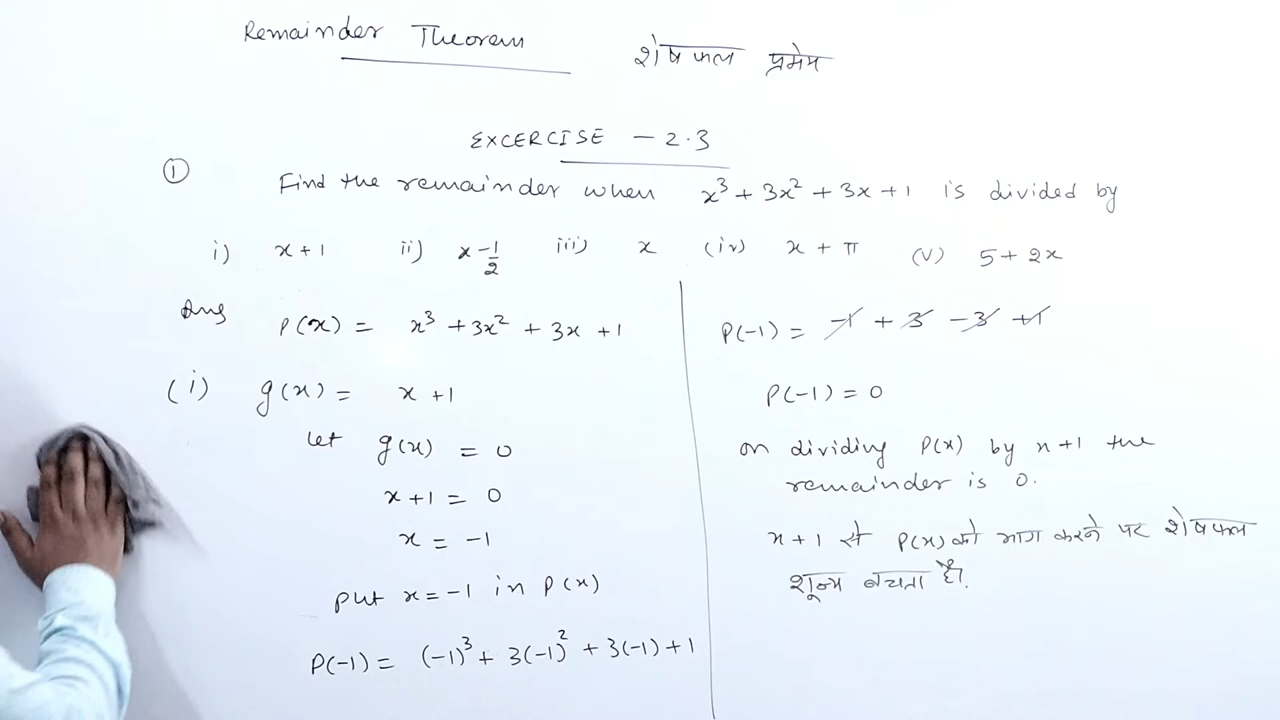 Remainder Theorem शेषफल प्रमेय
EXCERCISE - 2.3
① Find the remainder when x³ + 3x² + 3x + 1 is divided by
i) x + 1 ii) x - 1/2 iii) x (iv) x + π (v) 5 + 2x
Ans P(x) = x³ + 3x² + 3x + 1
(i) g(x) = x + 1
let g(x) = 0
x + 1 = 0
x = -1
put x = -1 in P(x)
P(-1) = (-1)³ + 3(-1)² + 3(-1) + 1
P(-1) = -1 + 3 - 3 + 1
P(-1) = 0
on dividing P(x) by x + 1 the
remainder is 0.
x + 1 से P(x) को भाग करने पर शेषफल
शून्य बचता है।